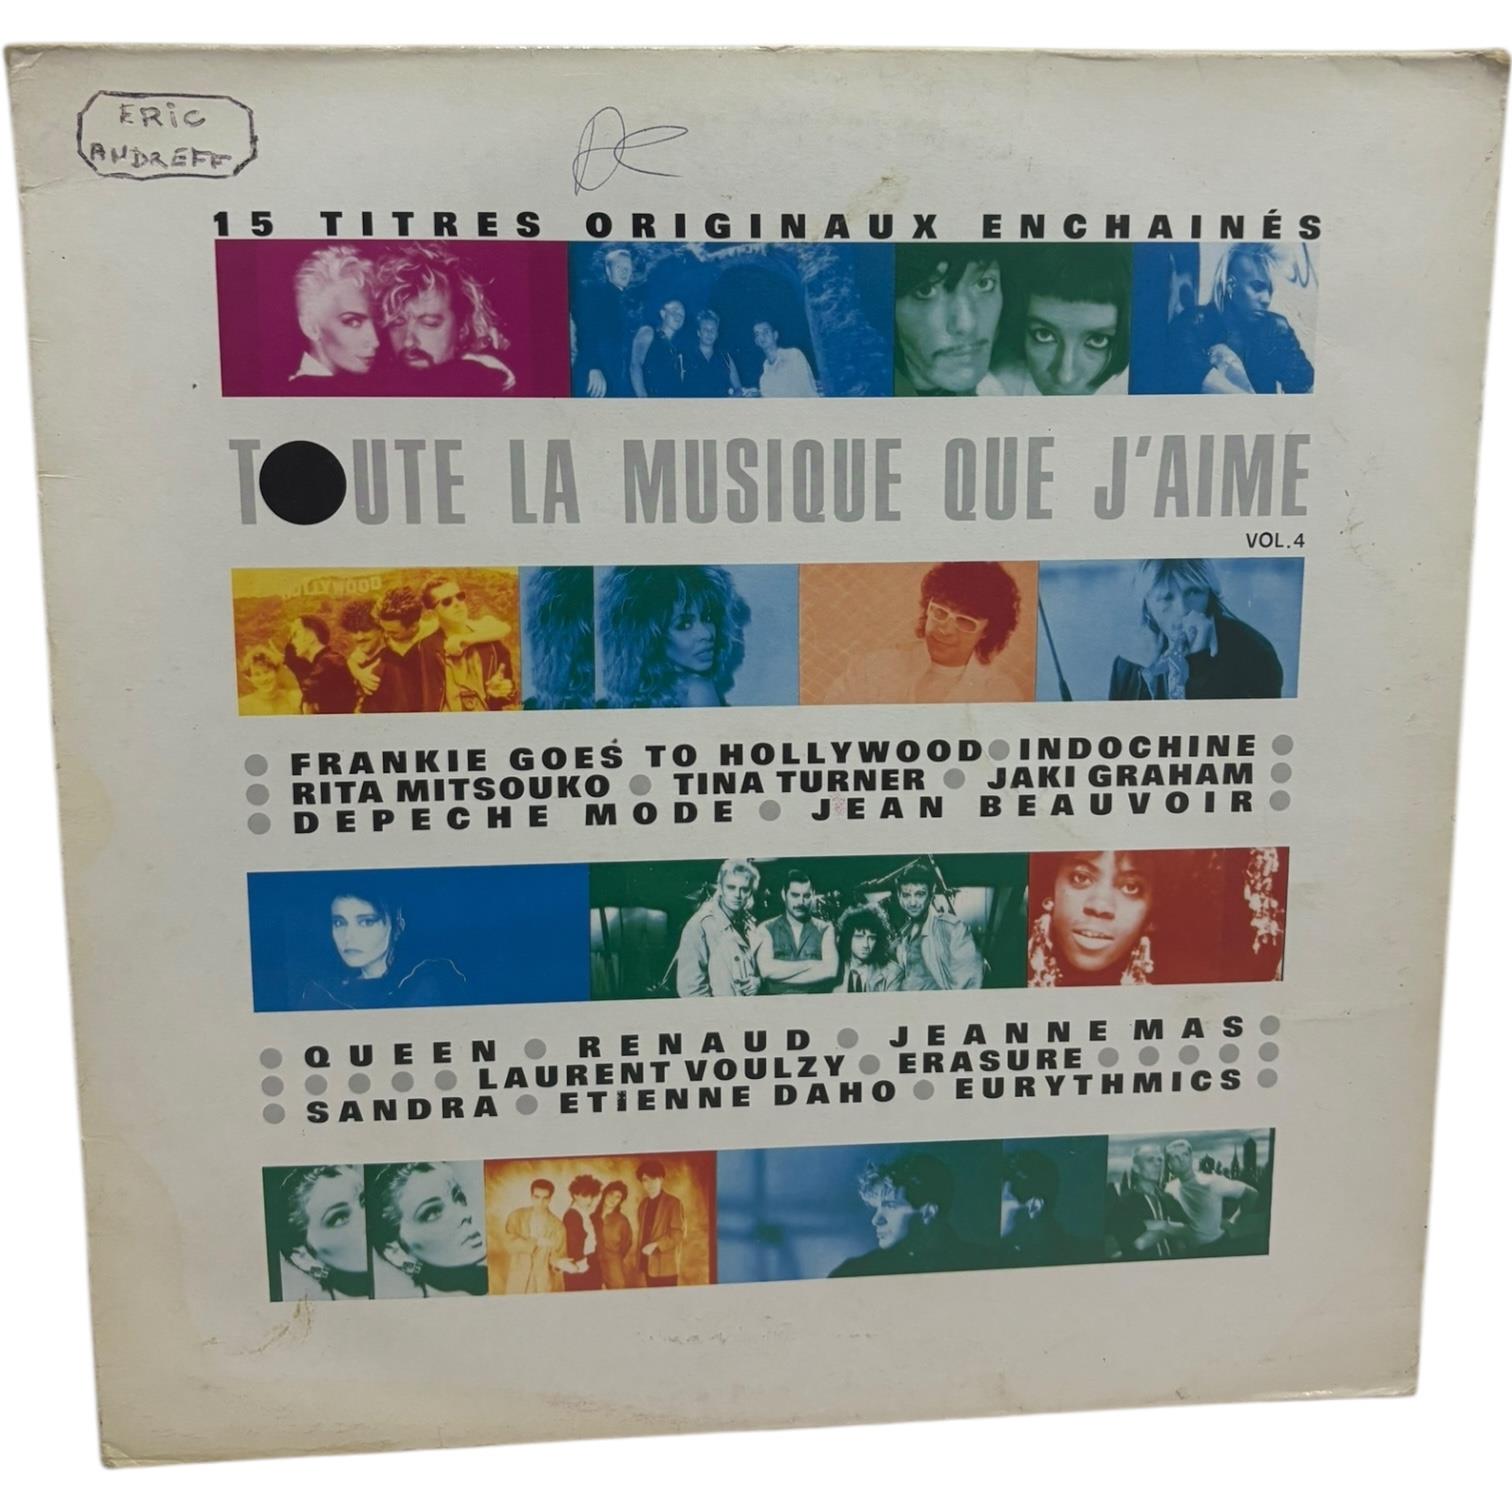 ERIC
ANDREFF
15 TITRES ORIGINAUX ENCHAINÉS
TOUTE LA MUSIQUE QUE J'AIME
VOL.4
HOLLYWOOD
FRANKIE GOES TO HOLLYWOOD ● INDOCHINE
RITA MITSOUKO ● TINA TURNER ● JAKI GRAHAM
DEPECHE MODE ● JEAN BEAUVOIR
QUEEN ● RENAUD ● JEANNE MAS
LAURENT VOULZY ● ERASURE
SANDRA ● ETIENNE DAHO ● EURYTHMICS